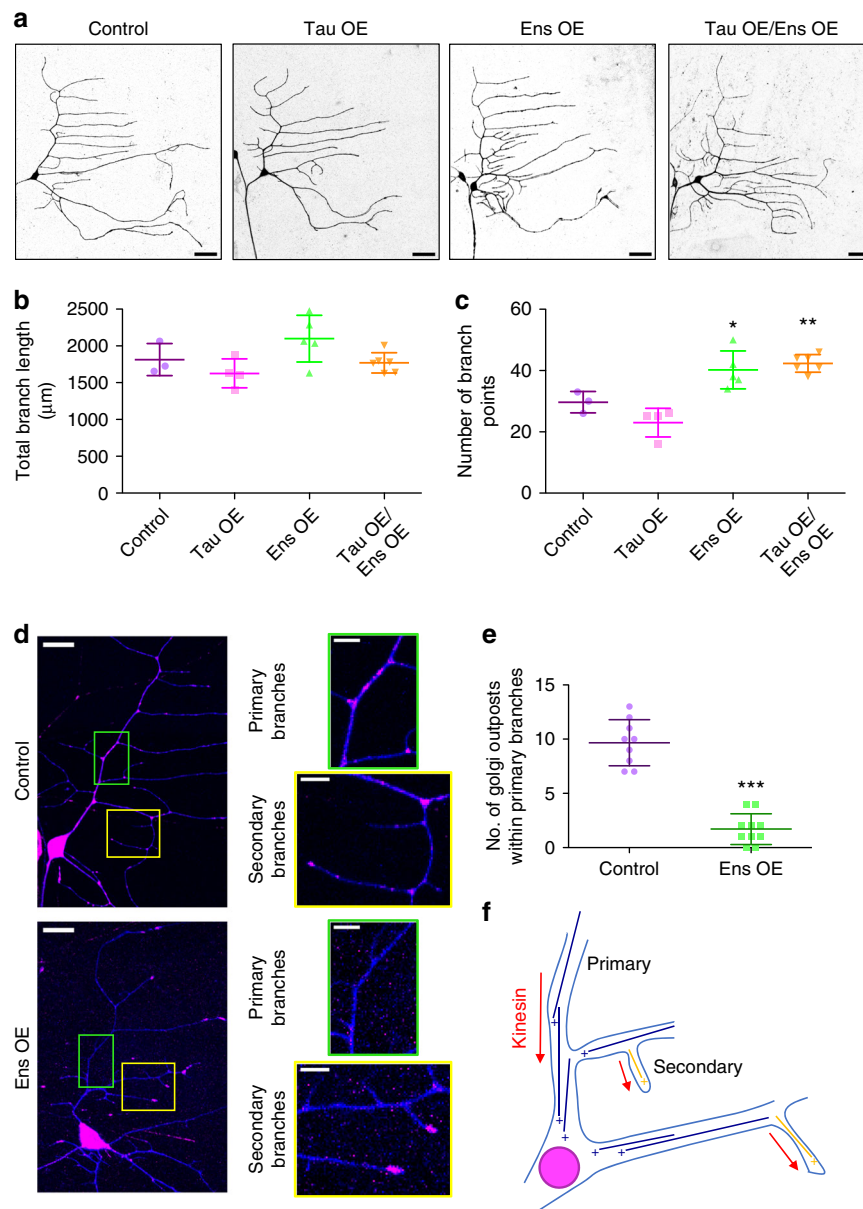 a
Control
Tau OE
Ens OE
Tau OE/Ens OE
b
Total branch length
(μm)
2500
2000
1500
1000
500
0
Control
Tau OE
Ens OE
Tau OE/
Ens OE
c
Number of branch
points
60
40
20
0
*
**
Control
Tau OE
Ens OE
Tau OE/
Ens OE
d
Control
Primary
branches
Secondary
branches
Ens OE
Primary
branches
Secondary
branches
e
No. of golgi outposts
within primary branches
15
10
5
0
***
Control
Ens OE
f
Primary
Kinesin
Secondary
+
+
+
+
+
+
+
+